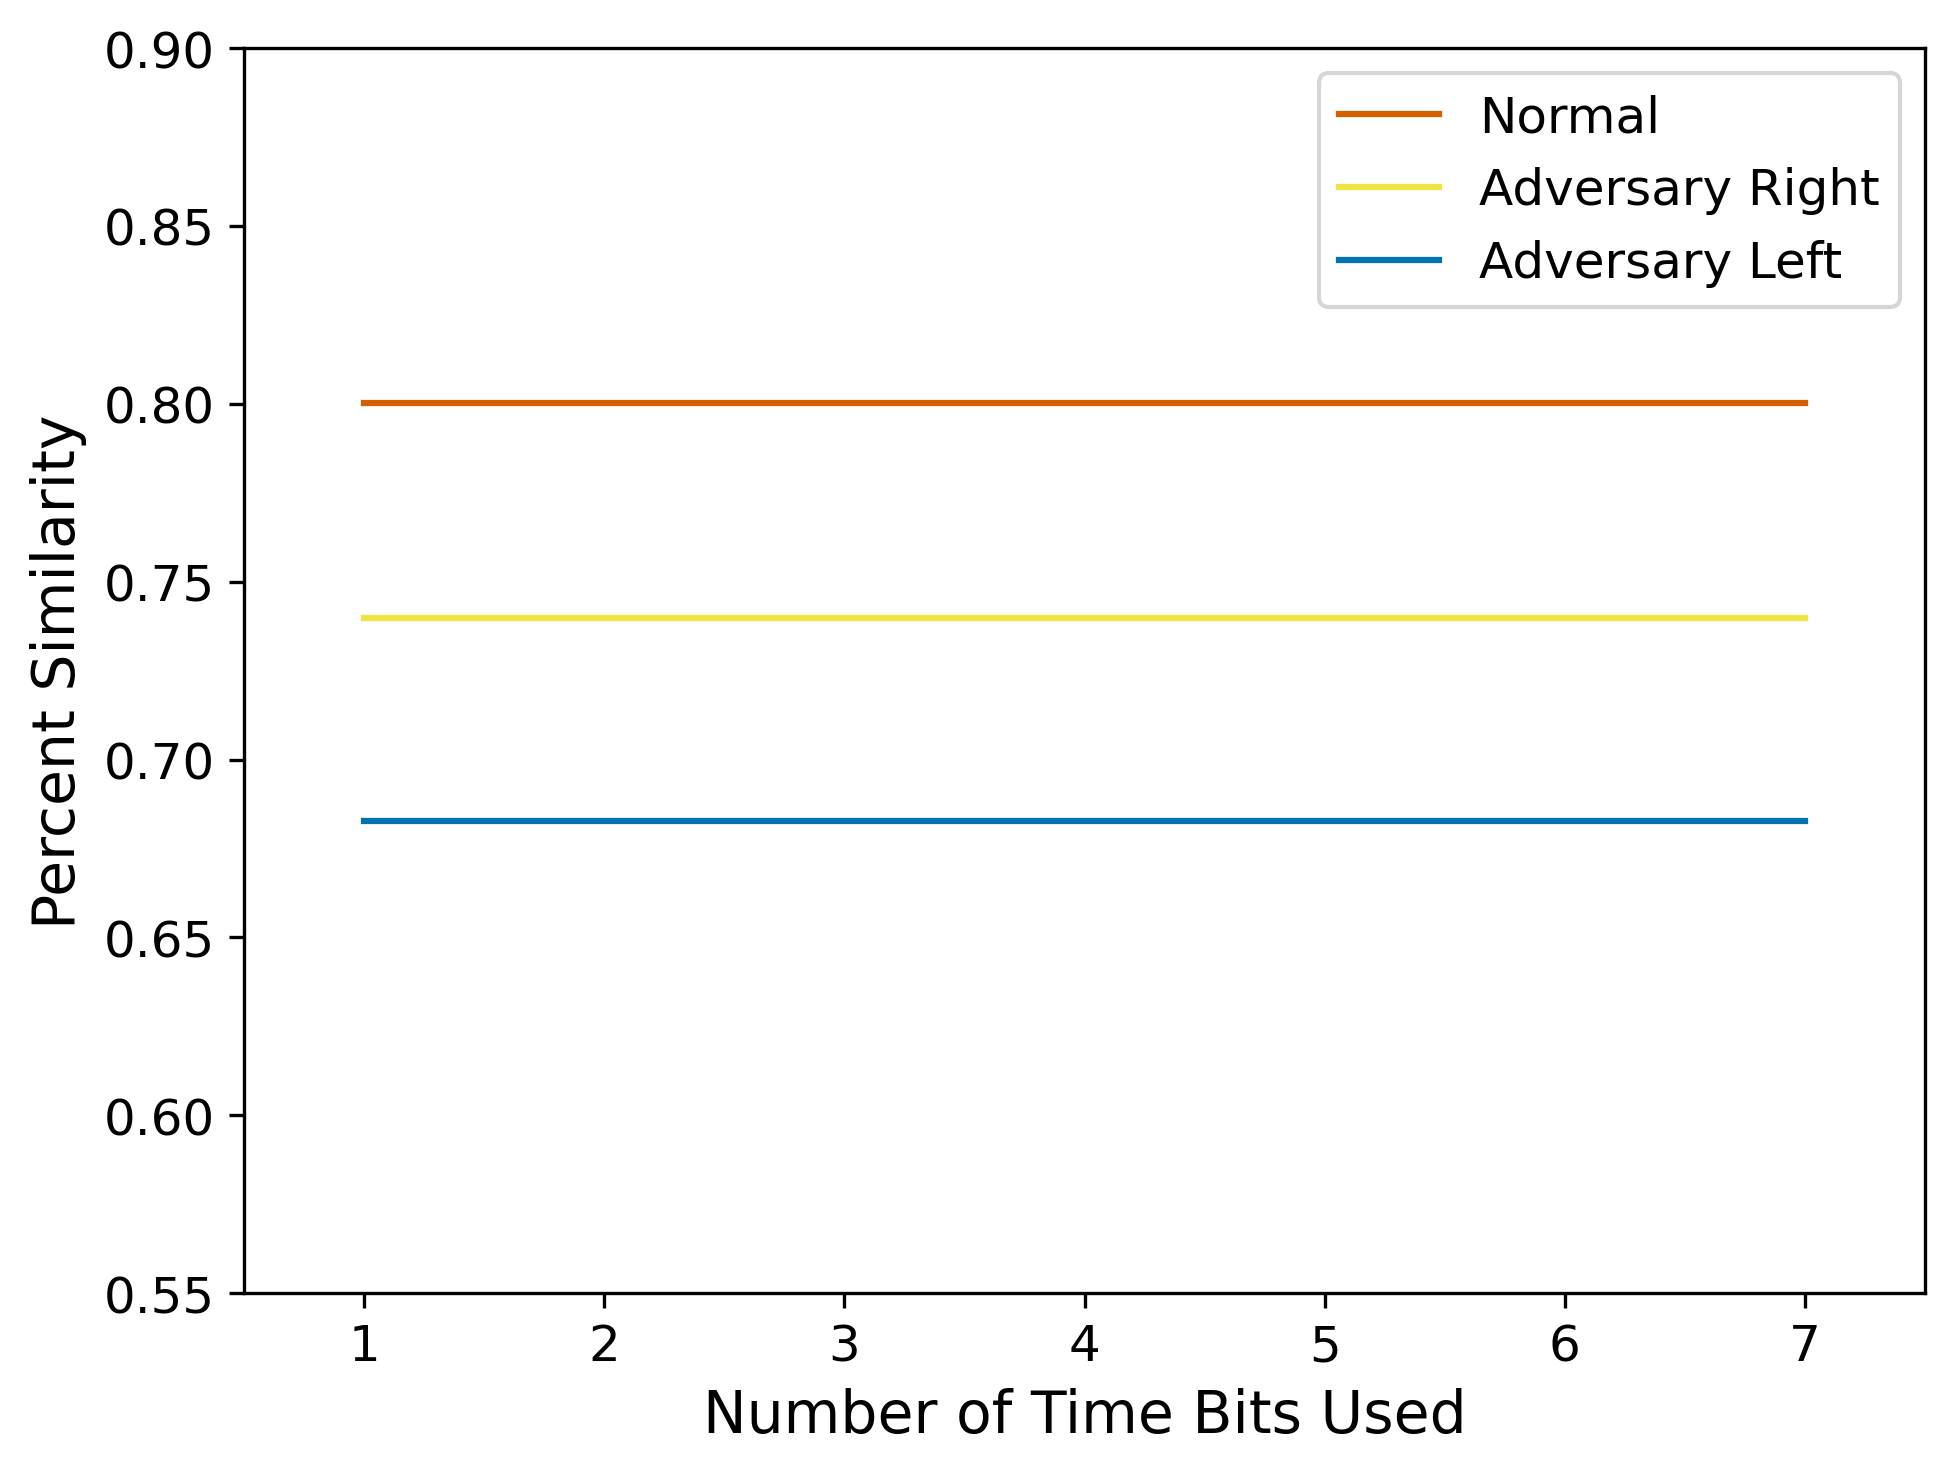 0.90
0.85
0.80
0.75
0.70
0.65
0.60
0.55
Percent Similarity
Normal
Adversary Right
Adversary Left
1 2 3 4 5 6 7
Number of Time Bits Used